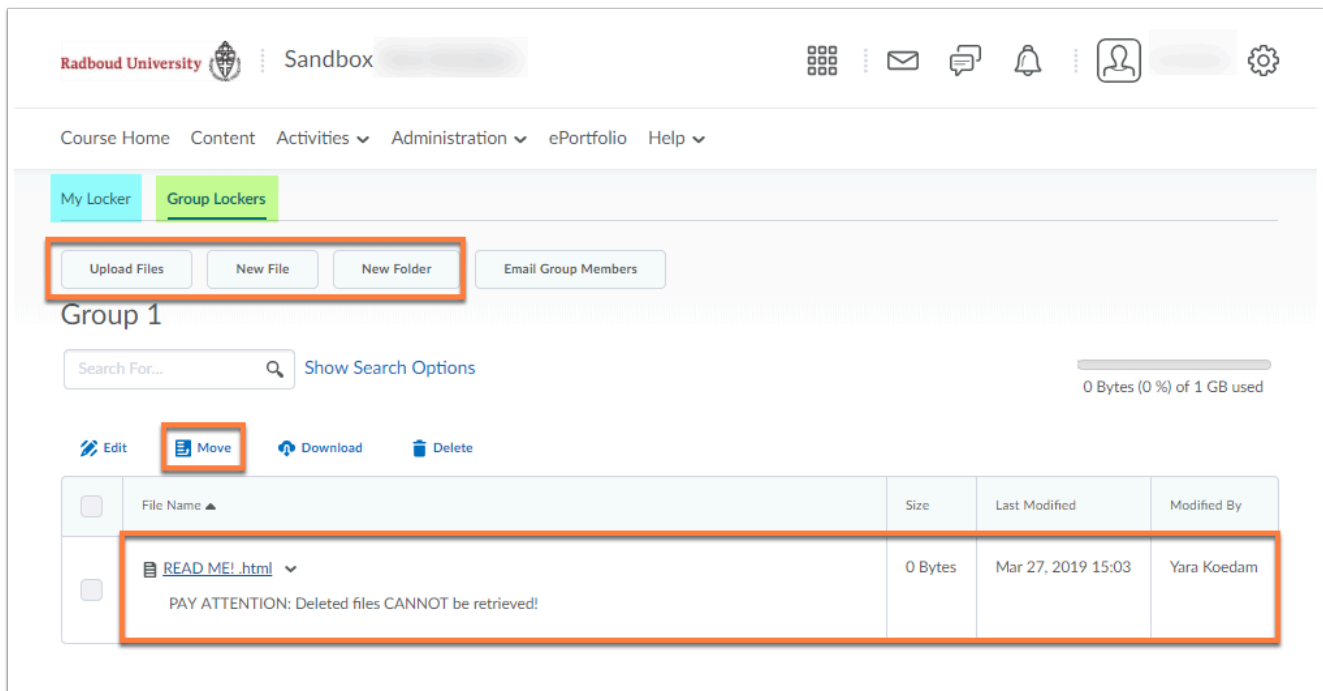 Radboud University Sandbox
Course Home Content Activities Administration ePortfolio Help
My Locker Group Lockers
Upload Files New File New Folder Email Group Members
Group 1
Search For... Show Search Options
0 Bytes (0 %) of 1 GB used
Edit Move Download Delete
File Name Size Last Modified Modified By
READ ME! .html 0 Bytes Mar 27, 2019 15:03 Yara Koedam
PAY ATTENTION: Deleted files CANNOT be retrieved!